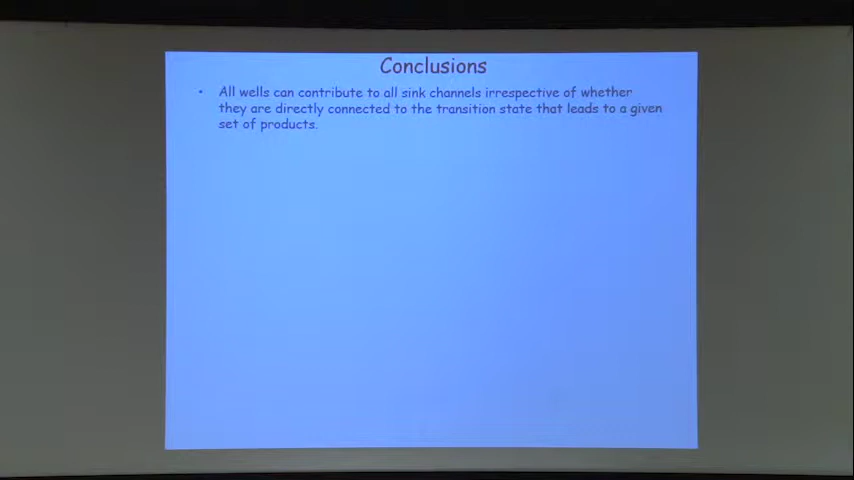 Conclusions
• All wells can contribute to all sink channels irrespective of whether
they are directly connected to the transition state that leads to a given
set of products.